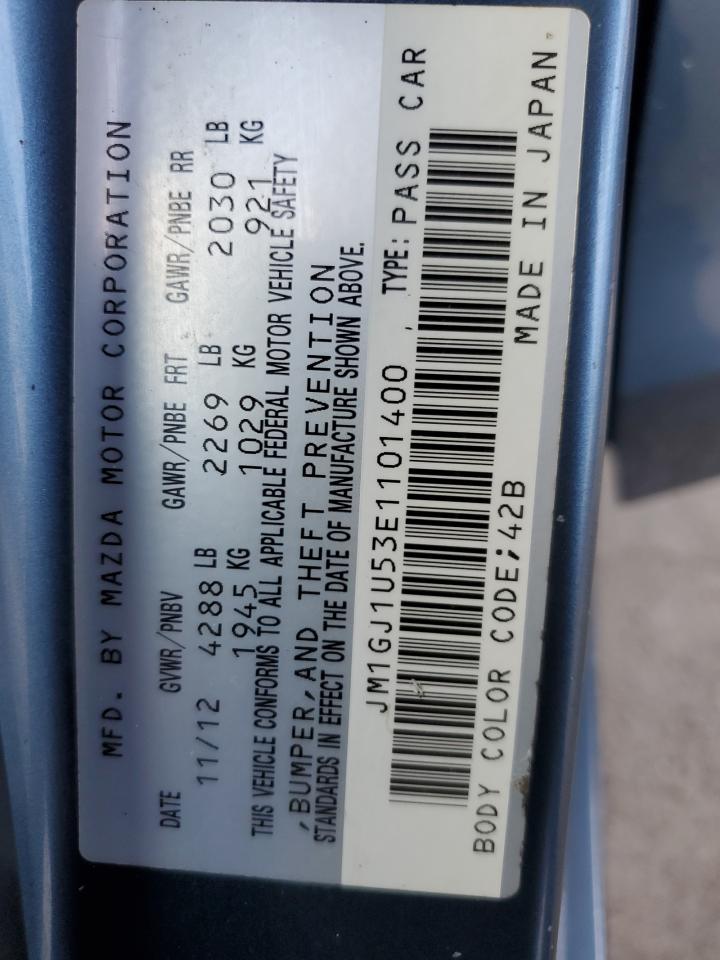 MFD. BY MAZDA MOTOR CORPORATION
DATE GVWR/PNBV GAWR/PNBE FRT GAWR/PNBE RR
11/12 4288 LB 2269 LB 2030 LB
1945 KG 1029 KG 921 KG
THIS VEHICLE CONFORMS TO ALL APPLICABLE FEDERAL MOTOR VEHICLE SAFETY
,BUMPER,AND THEFT PREVENTION
STANDARDS IN EFFECT ON THE DATE OF MANUFACTURE SHOWN ABOVE.
JM1GJ1U53E1101400 , TYPE: PASS CAR
BODY COLOR CODE;42B MADE IN JAPAN